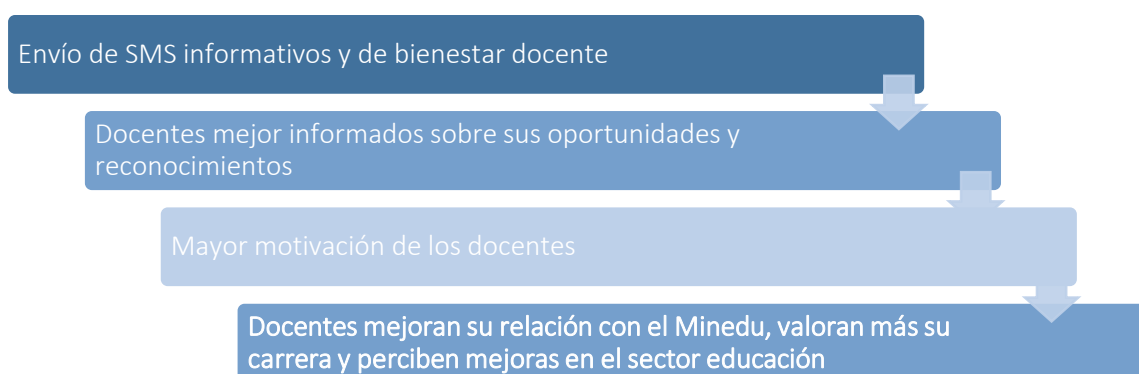 Envío de SMS informativos y de bienestar docente
Docentes mejor informados sobre sus oportunidades y
reconocimientos
Mayor motivación de los docentes
Docentes mejoran su relación con el Minedu, valoran más su
carrera y perciben mejoras en el sector educación